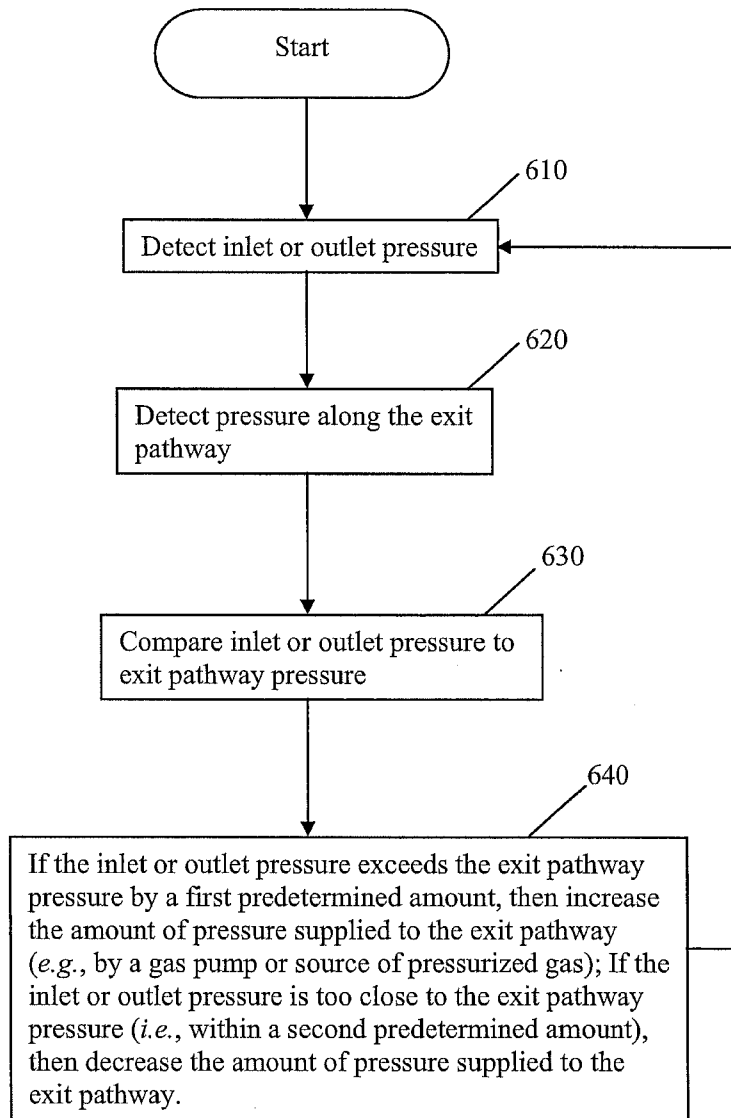 Start
610
Detect inlet or outlet pressure
620
Detect pressure along the exit
pathway
630
Compare inlet or outlet pressure to
exit pathway pressure
640
If the inlet or outlet pressure exceeds the exit pathway
pressure by a first predetermined amount, then increase
the amount of pressure supplied to the exit pathway
(e.g., by a gas pump or source of pressurized gas); If the
inlet or outlet pressure is too close to the exit pathway
pressure (i.e., within a second predetermined amount),
then decrease the amount of pressure supplied to the
exit pathway.